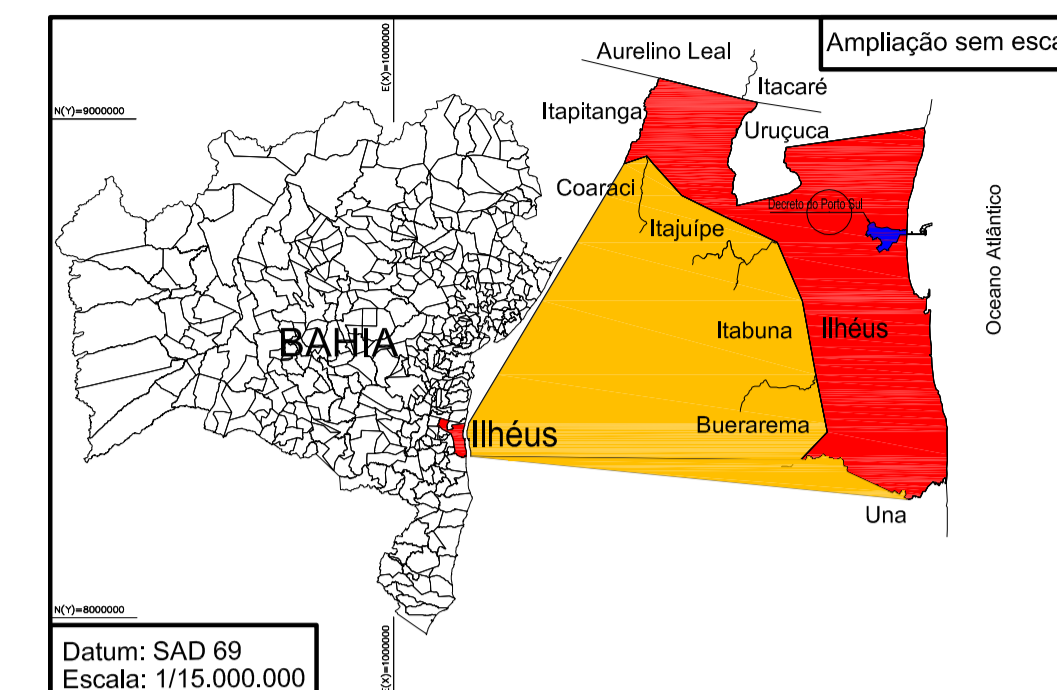 E(X)=1000000
Ampliação sem esca
Aurelino Leal
Itacaré
N(Y)=9000000
Itapitanga
Uruçuca
Coaraci
Decreto do Porto Sul
Itajuípe
Oceano Atlântico
BAHIA
Itabuna
Ilhéus
Buerarema
Ilhéus
Una
N(Y)=8000000
E(X)=1000000
Datum: SAD 69
Escala: 1/15.000.000